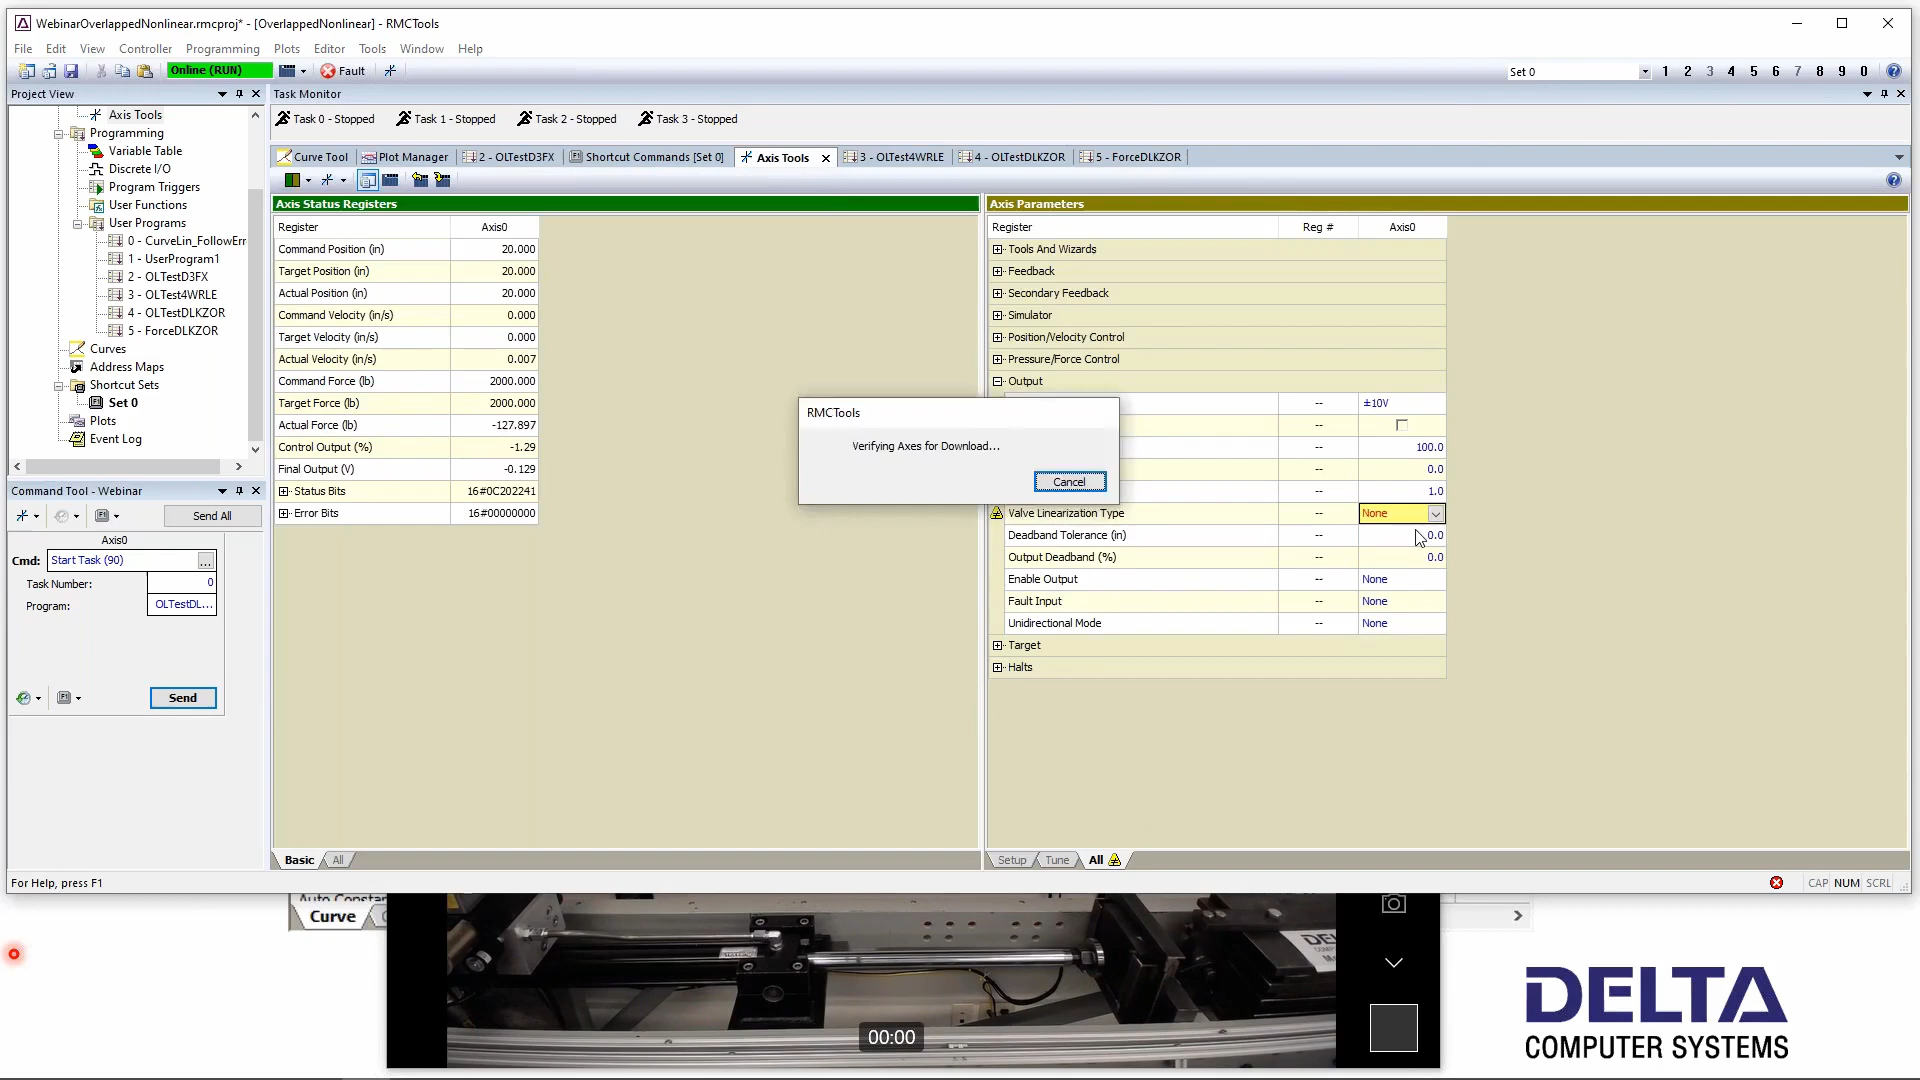 WebinarOverlappedNonlinear.rmcproj* - [OverlappedNonlinear] - RMCTools
File Edit View Controller Programming Plots Editor Tools Window Help
Online (RUN) Fault Set 0 1 2 3 4 5 6 7 8 9 0
Project View
Axis Tools
Programming
Variable Table
Discrete I/O
Program Triggers
User Functions
User Programs
0 - CurveLin_FollowErr
1 - UserProgram1
2 - OLTestD3FX
3 - OLTest4WRLE
4 - OLTestDLKZOR
5 - ForceDLKZOR
Curves
Address Maps
Shortcut Sets
Set 0
Plots
Event Log
Command Tool - Webinar
Send All
Axis0
Cmd: Start Task (90) ...
Task Number: 0
Program: OLTestDL...
Send
Task Monitor
Task 0 - Stopped Task 1 - Stopped Task 2 - Stopped Task 3 - Stopped
Curve Tool Plot Manager 2 - OLTestD3FX Shortcut Commands [Set 0] Axis Tools 3 - OLTest4WRLE 4 - OLTestDLKZOR 5 - ForceDLKZOR
Axis Status Registers
Register Axis0
Command Position (in) 20.000
Target Position (in) 20.000
Actual Position (in) 20.000
Command Velocity (in/s) 0.000
Target Velocity (in/s) 0.000
Actual Velocity (in/s) 0.007
Command Force (lb) 2000.000
Target Force (lb) 2000.000
Actual Force (lb) -127.897
Control Output (%) -1.29
Final Output (V) -0.129
Status Bits 16#0C202241
Error Bits 16#00000000
Basic All
Axis Parameters
Register Reg # Axis0
Tools And Wizards
Feedback
Secondary Feedback
Simulator
Position/Velocity Control
Pressure/Force Control
Output
-- ±10V
--
-- 100.0
-- 0.0
-- 1.0
Valve Linearization Type -- None
Deadband Tolerance (in) -- 0.0
Output Deadband (%) -- 0.0
Enable Output -- None
Fault Input -- None
Unidirectional Mode -- None
Target
Halts
Setup Tune All
RMCTools
Verifying Axes for Download...
Cancel
For Help, press F1
CAP NUM SCRL
Curve
00:00
DELTA
COMPUTER SYSTEMS